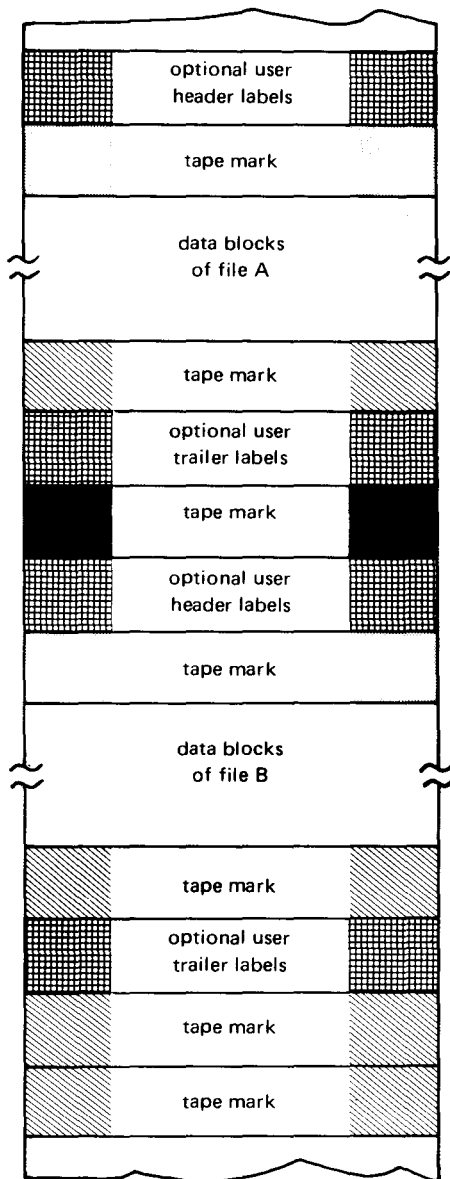 optional user
header labels
tape mark
data blocks
of file A
tape mark
optional user
trailer labels
tape mark
optional user
header labels
tape mark
data blocks
of file B
tape mark
optional user
trailer labels
tape mark
tape mark